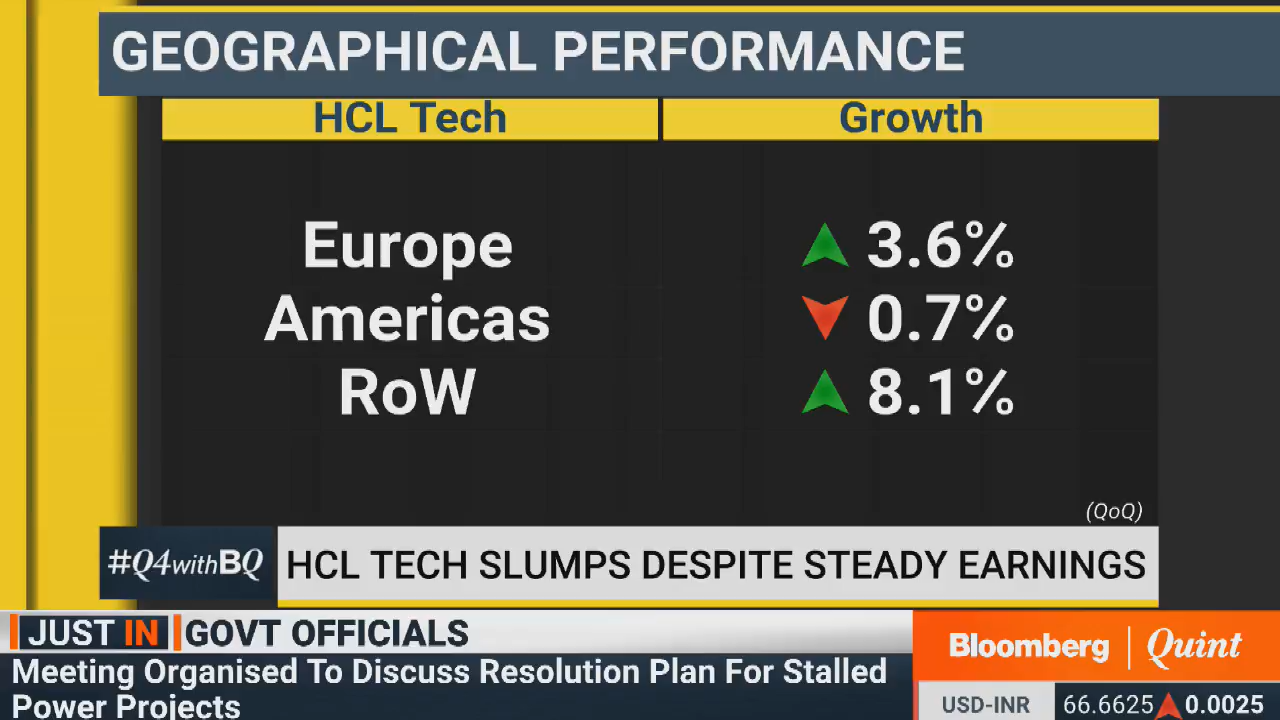 GEOGRAPHICAL PERFORMANCE
HCL Tech Growth
Europe 3.6%
Americas 0.7%
RoW 8.1%
(QoQ)
#Q4withBQ HCL TECH SLUMPS DESPITE STEADY EARNINGS
JUST IN GOVT OFFICIALS
Meeting Organised To Discuss Resolution Plan For Stalled
Power Projects
Bloomberg | Quint
USD-INR 66.6625 0.0025